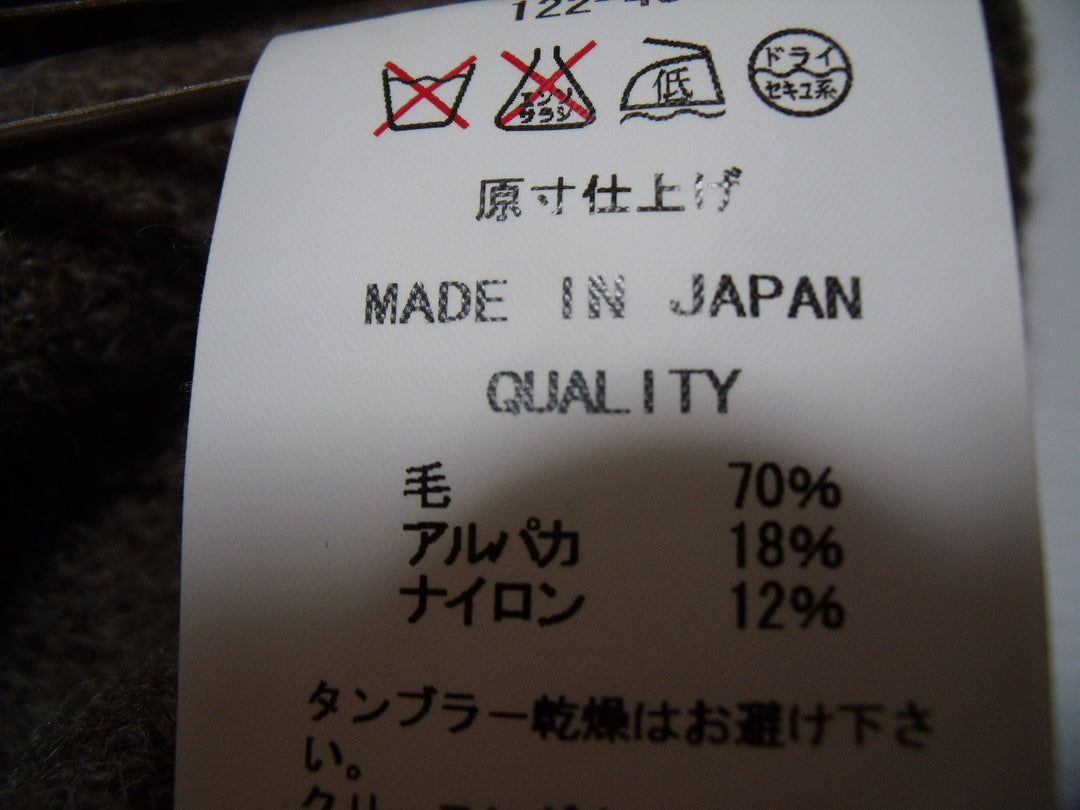 エンソ
サラシ
低
ドライ
セキユ系
原寸仕上げ
MADE IN JAPAN
QUALITY
毛 70%
アルパカ 18%
ナイロン 12%
タンブラー乾燥はお避け下さ
い。